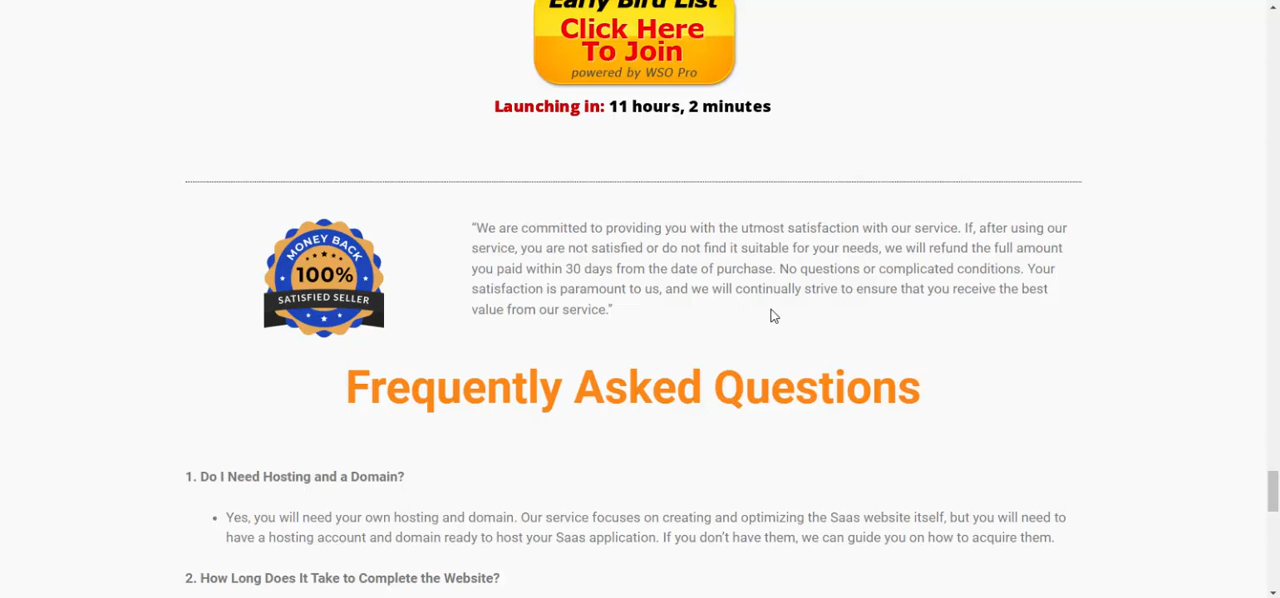 Early Bird List
Click Here
To Join
powered by WSO Pro
Launching in: 11 hours, 2 minutes
MONEY BACK
100%
SATISFIED SELLER
“We are committed to providing you with the utmost satisfaction with our service. If, after using our
service, you are not satisfied or do not find it suitable for your needs, we will refund the full amount
you paid within 30 days from the date of purchase. No questions or complicated conditions. Your
satisfaction is paramount to us, and we will continually strive to ensure that you receive the best
value from our service.”
Frequently Asked Questions
1. Do I Need Hosting and a Domain?
• Yes, you will need your own hosting and domain. Our service focuses on creating and optimizing the Saas website itself, but you will need to
have a hosting account and domain ready to host your Saas application. If you don’t have them, we can guide you on how to acquire them.
2. How Long Does It Take to Complete the Website?